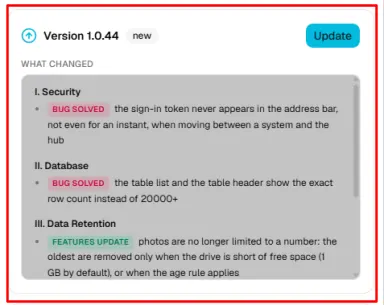 Version 1.0.44 new Update
WHAT CHANGED
I. Security
• BUG SOLVED the sign-in token never appears in the address bar,
not even for an instant, when moving between a system and the
hub
II. Database
• BUG SOLVED the table list and the table header show the exact
row count instead of 20000+
III. Data Retention
• FEATURES UPDATE photos are no longer limited to a number: the
oldest are removed only when the drive is short of free space (1
GB by default), or when the age rule applies